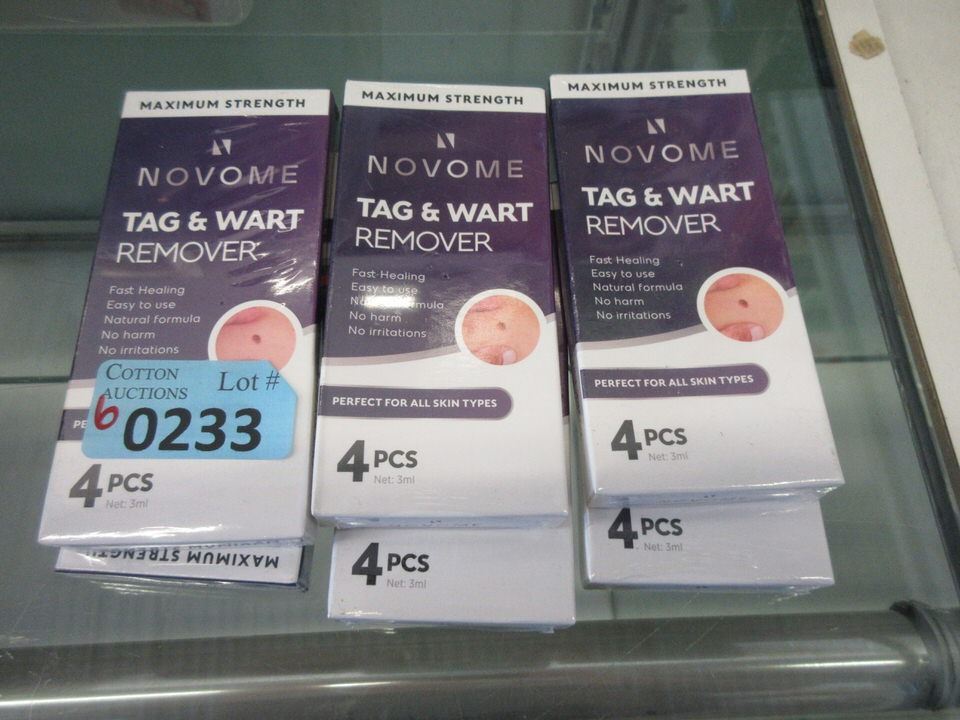 MAXIMUM STRENGTH
NOVOME
TAG & WART
REMOVER
Fast Healing
Easy to use
Natural formula
No harm
No irritations
COTTON
AUCTIONS
Lot #
6
0233
PE
4 PCS
Net: 3ml
MAXIMUM STRENGTH
MAXIMUM STRENGTH
NOVOME
TAG & WART
REMOVER
Fast Healing
Easy to use
Natural formula
No harm
No irritations
PERFECT FOR ALL SKIN TYPES
4 PCS
Net: 3ml
4 PCS
Net: 3ml
MAXIMUM STRENGTH
NOVOME
TAG & WART
REMOVER
Fast Healing
Easy to use
Natural formula
No harm
No irritations
PERFECT FOR ALL SKIN TYPES
4 PCS
Net: 3ml
4 PCS
Net: 3ml